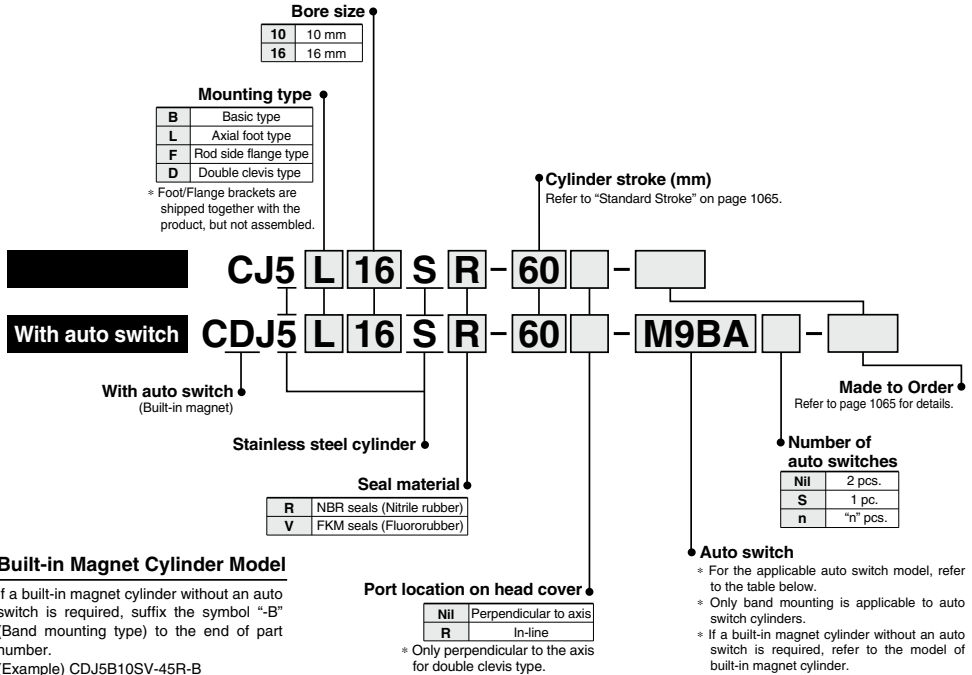 Bore size
10 10 mm
16 16 mm
Mounting type
B Basic type
L Axial foot type
F Rod side flange type
D Double clevis type
* Foot/Flange brackets are
shipped together with the
product, but not assembled.
Cylinder stroke (mm)
Refer to “Standard Stroke” on page 1065.
CJ5 L 16 S R – 60 –
With auto switch CDJ5 L 16 S R – 60 – M9BA –
With auto switch
(Built-in magnet)
Made to Order
Refer to page 1065 for details.
Stainless steel cylinder
Number of
auto switches
Nil 2 pcs.
S 1 pc.
n “n” pcs.
Seal material
R NBR seals (Nitrile rubber)
V FKM seals (Fluororubber)
Auto switch
* For the applicable auto switch model, refer
to the table below.
* Only band mounting is applicable to auto
switch cylinders.
* If a built-in magnet cylinder without an auto
switch is required, refer to the model of
built-in magnet cylinder.
Port location on head cover
Nil Perpendicular to axis
R In-line
* Only perpendicular to the axis
for double clevis type.
Built-in Magnet Cylinder Model
If a built-in magnet cylinder without an auto
switch is required, suffix the symbol “-B”
(Band mounting type) to the end of part
number.
(Example) CDJ5B10SV-45R-B